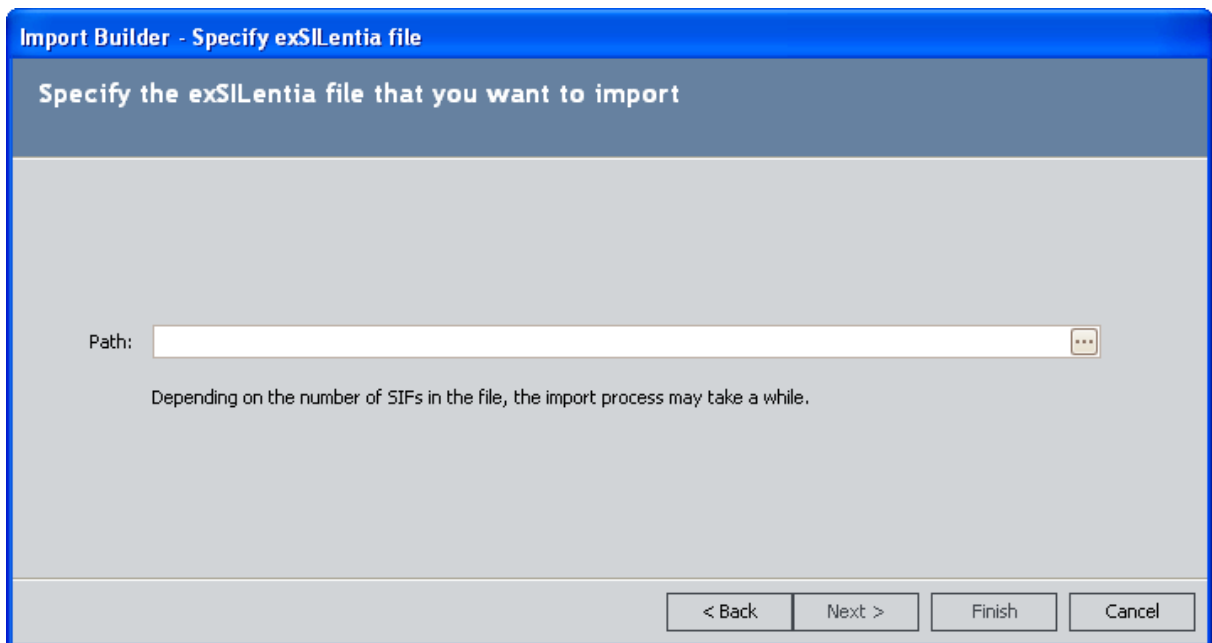 Import Builder - Specify exSILentia file
Specify the exSILentia file that you want to import
Path:
...
Depending on the number of SIFs in the file, the import process may take a while.
< Back Next > Finish Cancel